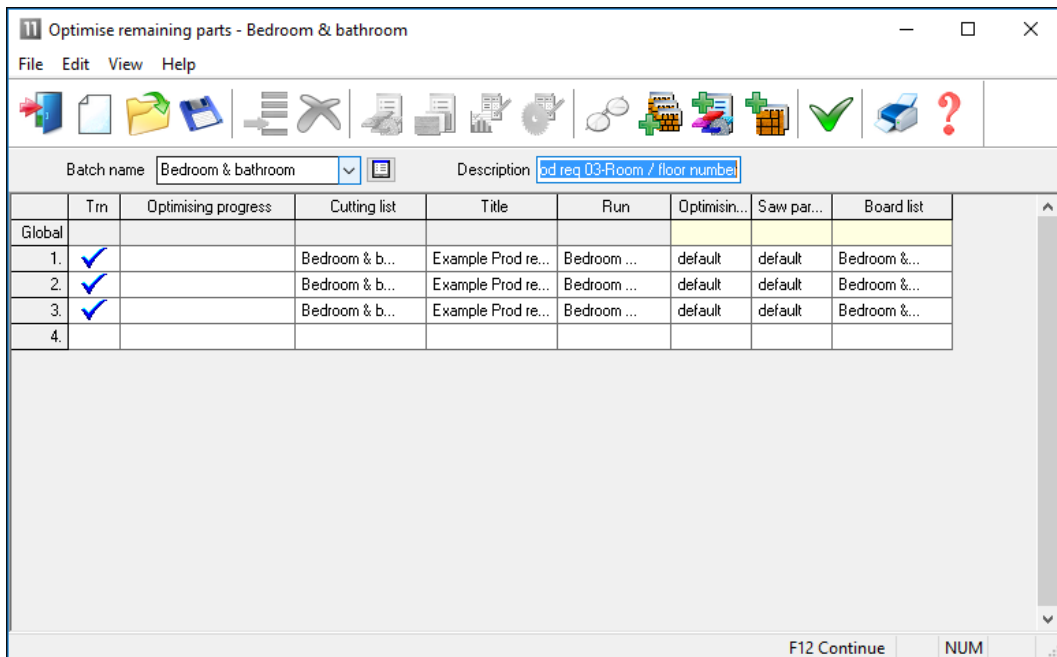 11 Optimise remaining parts - Bedroom & bathroom
File Edit View Help
Batch name Bedroom & bathroom Description od req 03-Room / floor number
Trn Optimising progress Cutting list Title Run Optimisin... Saw par... Board list
Global
1. Bedroom & b... Example Prod re... Bedroom ... default default Bedroom &...
2. Bedroom & b... Example Prod re... Bedroom ... default default Bedroom &...
3. Bedroom & b... Example Prod re... Bedroom ... default default Bedroom &...
4.
F12 Continue NUM